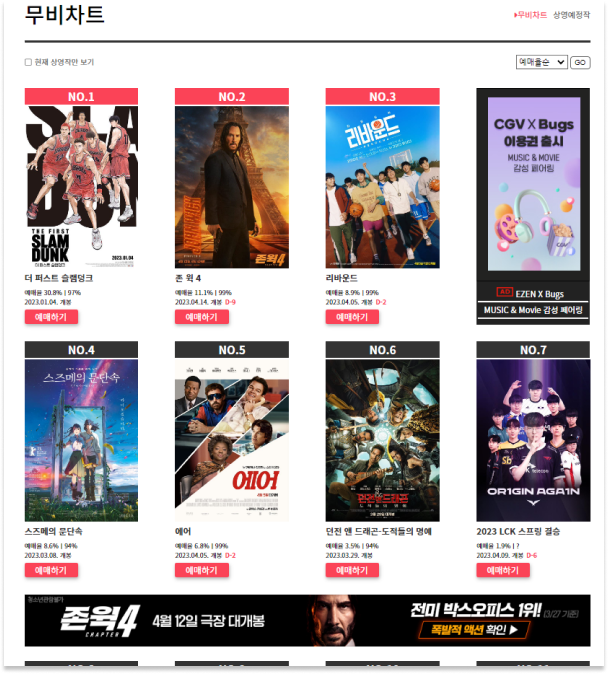 무비차트
▸무비차트 상영예정작
현재 상영작만 보기
예매율순 GO
NO.1
THE FIRST
SLAM
DUNK
더 퍼스트 슬램덩크
2023.01.04
더 퍼스트 슬램덩크
예매율 30.8% | 97%
2023.01.04. 개봉
예매하기
NO.2
존윅4
존 윅 4
예매율 11.1% | 99%
2023.04.14. 개봉 D-9
예매하기
NO.3
리바운드
리바운드
예매율 8.9% | 99%
2023.04.05. 개봉 D-2
예매하기
CGV X Bugs
이용권 출시
MUSIC & MOVIE
감성 페어링
CGV
AD EZEN X Bugs
MUSIC & Movie 감성 페어링
NO.4
스즈메의 문단속
스즈메의 문단속
예매율 8.6% | 94%
2023.03.08. 개봉
예매하기
NO.5
에어
에어
예매율 6.8% | 99%
2023.04.05. 개봉 D-2
예매하기
NO.6
던전앤드래곤
던전 앤 드래곤-도적들의 명예
예매율 3.5% | 94%
2023.03.29. 개봉
예매하기
NO.7
OR1GIN AGA1N
2023 LCK 스프링 결승
예매율 1.9% | ?
2023.04.09. 개봉 D-6
예매하기
청소년관람불가
존윅4
CHAPTER
4월 12일 극장 대개봉
전미 박스오피스 1위! (3/27 기준)
폭발적 액션 확인 ▶